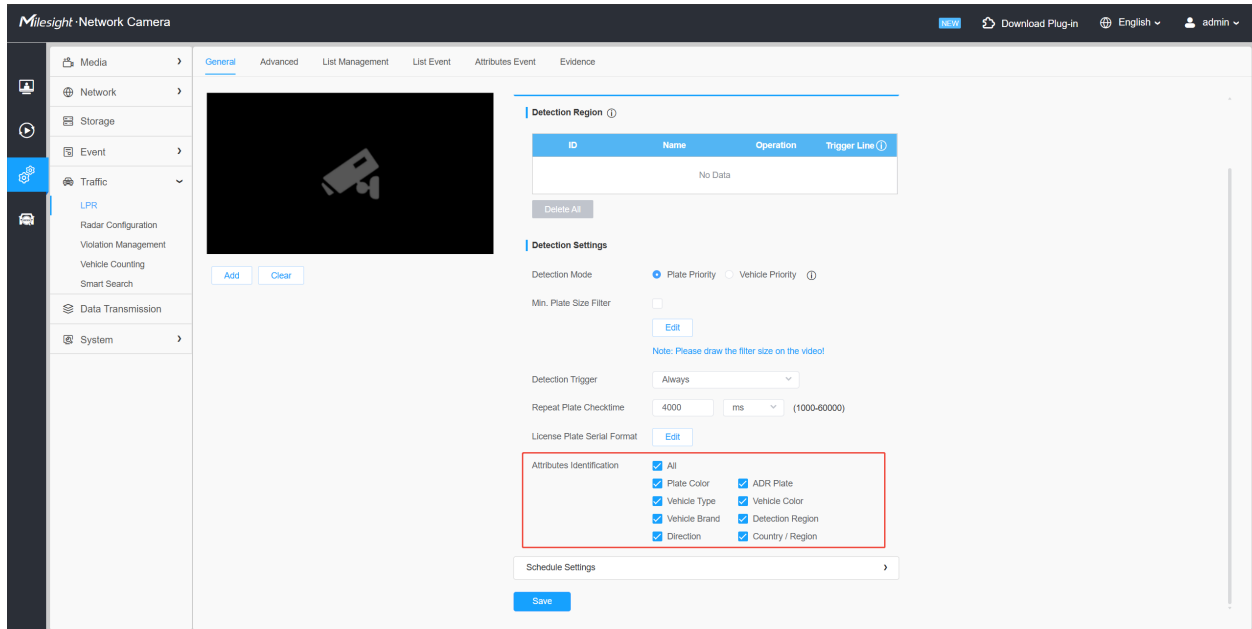 Milesight · Network Camera
NEW Download Plug-in English admin
Media
Network
Storage
Event
Traffic
LPR
Radar Configuration
Violation Management
Vehicle Counting
Smart Search
Data Transmission
System
General Advanced List Management List Event Attributes Event Evidence
Add Clear
Detection Region
ID Name Operation Trigger Line
No Data
Delete All
Detection Settings
Detection Mode Plate Priority Vehicle Priority
Min. Plate Size Filter
Edit
Note: Please draw the filter size on the video!
Detection Trigger Always
Repeat Plate Checktime 4000 ms (1000-60000)
License Plate Serial Format Edit
Attributes Identification All
Plate Color ADR Plate
Vehicle Type Vehicle Color
Vehicle Brand Detection Region
Direction Country / Region
Schedule Settings
Save